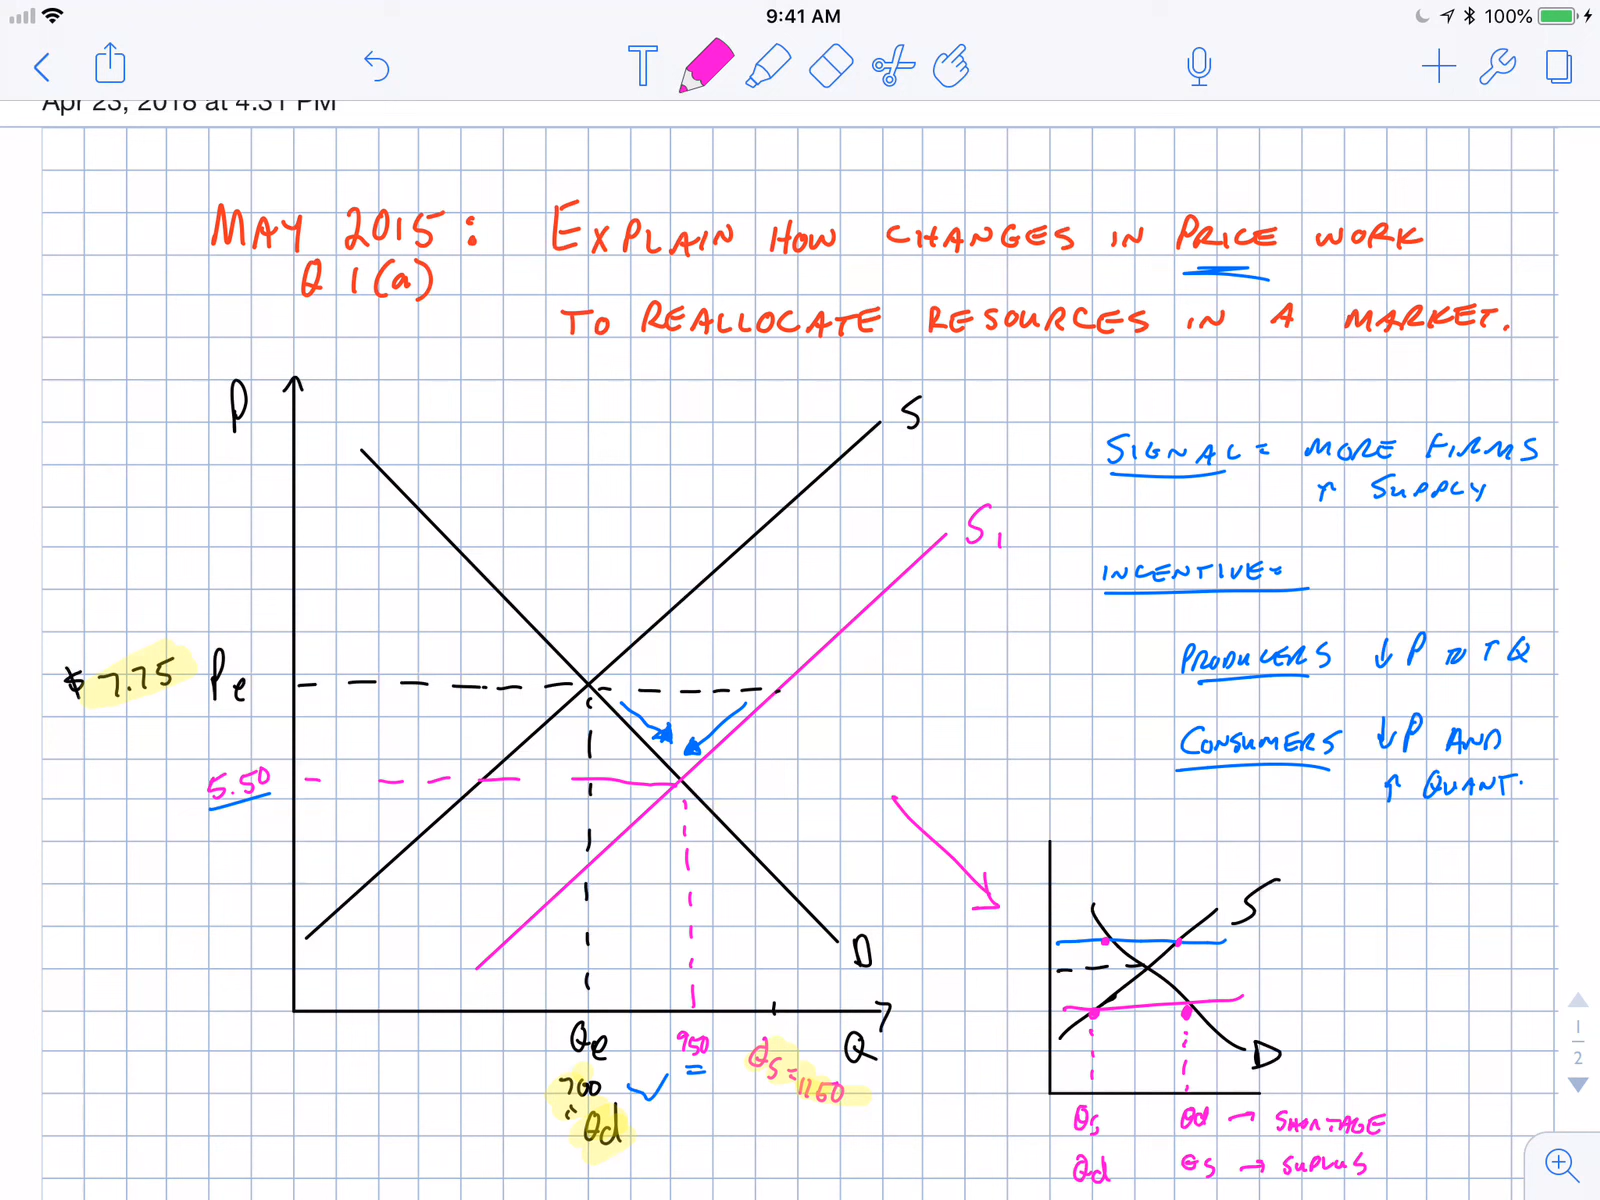 9:41 AM
100%
T
Apr 23, 2018 at 4:31 PM
MAY 2015: EXPLAIN HOW CHANGES IN PRICE WORK
Q 1(a)
TO REALLOCATE RESOURCES IN A MARKET.
P
S
SIGNAL = MORE FIRMS
↑ SUPPLY
S1
INCENTIVE =
$ 7.75 Pe
PRODUCERS ↓ P to ↑ Q
CONSUMERS ↓ P AND
↑ QUANT.
5.50
S
D
D
Qe 950 QS = 1150 Q
700
= Qd
Qs Qd → SHORTAGE
Qd Qs → SUPLUS
1
2